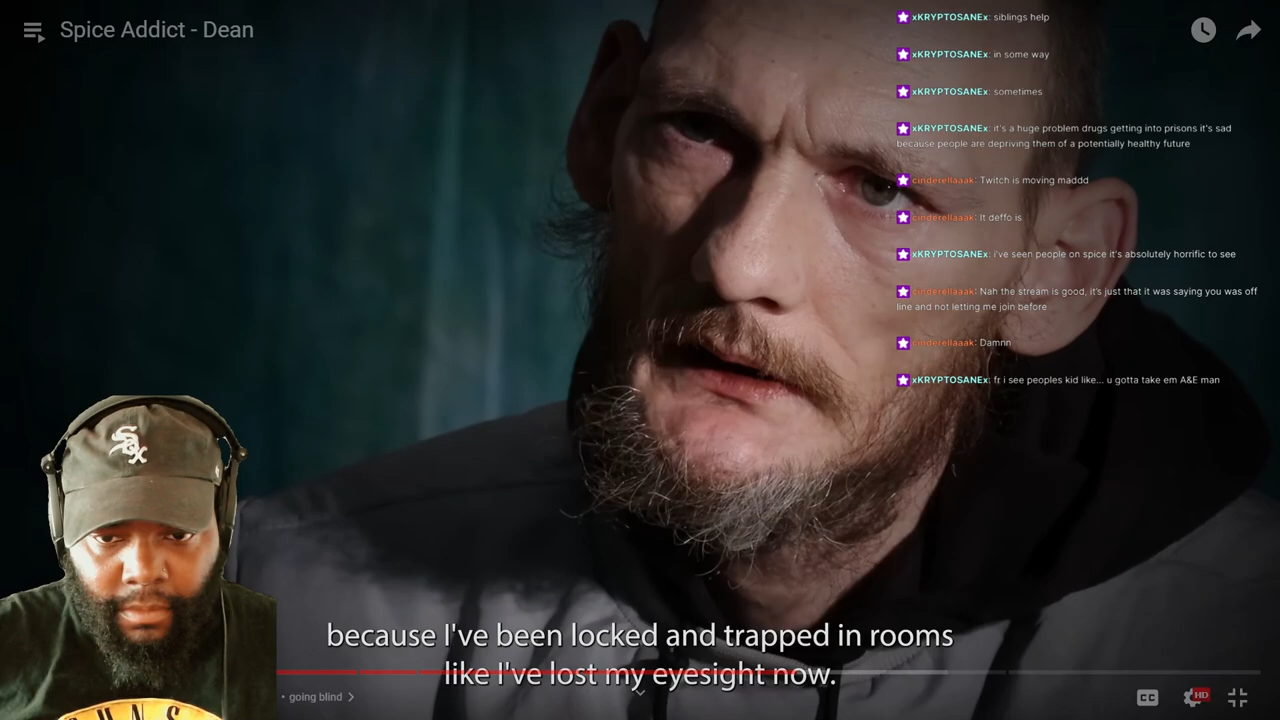 Spice Addict - Dean
xKRYPTOSANEx: siblings help
xKRYPTOSANEx: in some way
xKRYPTOSANEx: sometimes
xKRYPTOSANEx: it's a huge problem drugs getting into prisons it's sad
because people are depriving them of a potentially healthy future
cinderellaaak: Twitch is moving maddd
cinderellaaak: It deffo is
xKRYPTOSANEx: i've seen people on spice it's absolutely horrific to see
cinderellaaak: Nah the stream is good, it's just that it was saying you was off
line and not letting me join before
cinderellaaak: Damnn
xKRYPTOSANEx: fr i see peoples kid like... u gotta take em A&E man
Sox
because I've been locked and trapped in rooms
like I've lost my eyesight now.
• going blind
CC
HD
GUNS